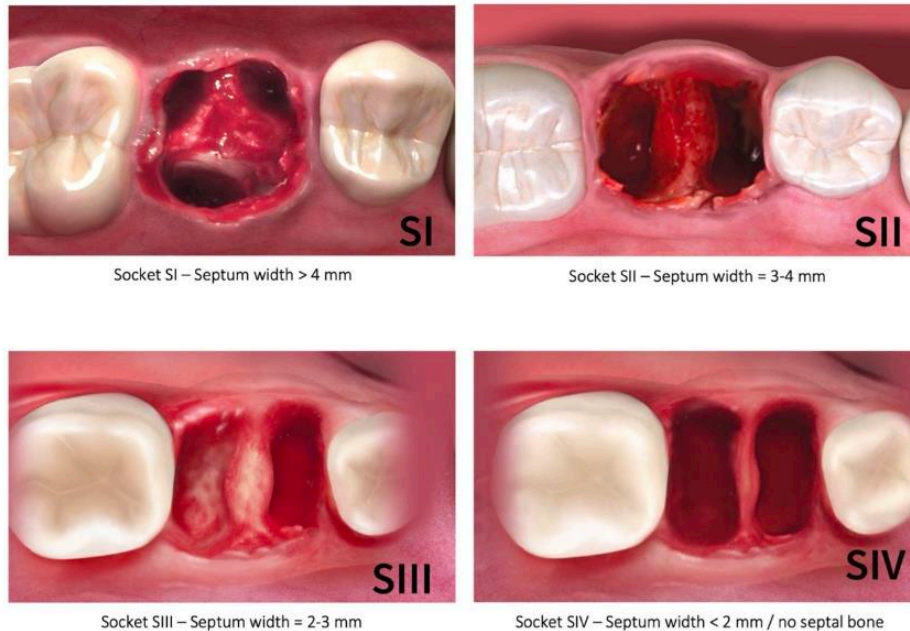 SI
SII
Socket SI – Septum width > 4 mm
Socket SII – Septum width = 3-4 mm
SIII
SIV
Socket SIII – Septum width = 2-3 mm
Socket SIV – Septum width < 2 mm / no septal bone